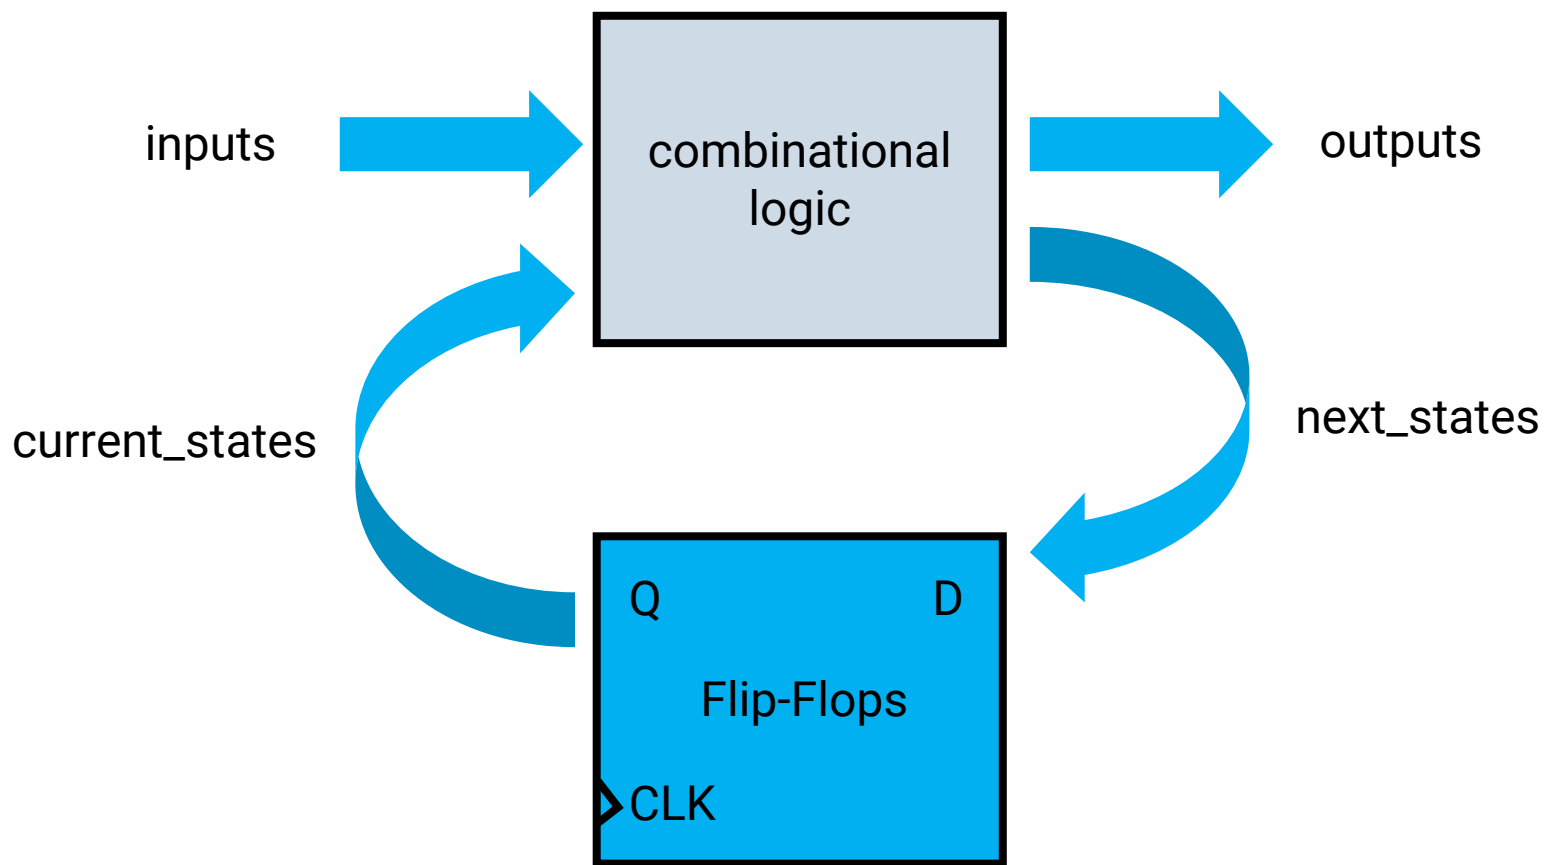 inputs
combinational
logic
outputs
current_states
next_states
Q
D
Flip-Flops
CLK